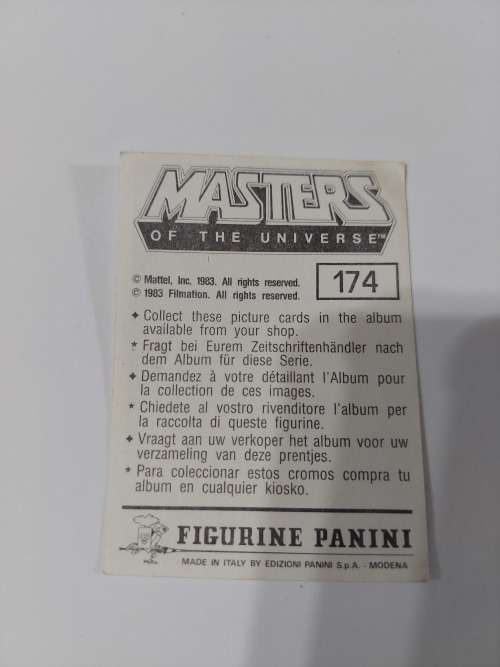 MASTERS
OF THE UNIVERSE™
© Mattel, Inc. 1983. All rights reserved.
© 1983 Filmation. All rights reserved.
174
✦ Collect these picture cards in the album
available from your shop.
★ Fragt bei Eurem Zeitschriftenhändler nach
dem Album für diese Serie.
✦ Demandez à votre détaillant l'Album pour
la collection de ces images.
★ Chiedete al vostro rivenditore l'album per
la raccolta di queste figurine.
✦ Vraagt aan uw verkoper het album voor uw
verzameling van deze prentjes.
★ Para coleccionar estos cromos compra tu
album en cualquier kiosko.
FIGURINE PANINI
MADE IN ITALY BY EDIZIONI PANINI S.p.A. - MODENA